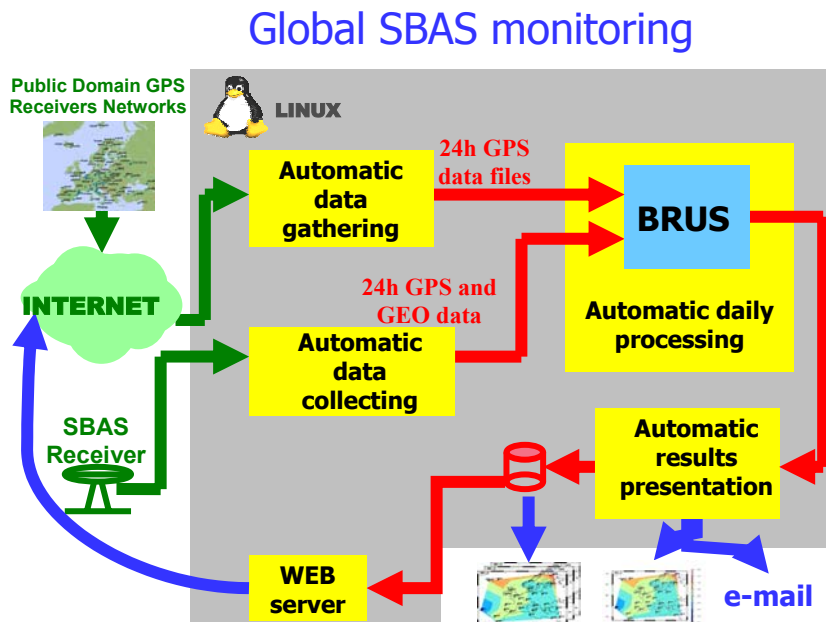 Global SBAS monitoring
Public Domain GPS
Receivers Networks
LINUX
24h GPS
data files
Automatic
data
gathering
BRUS
INTERNET
24h GPS and
GEO data
Automatic daily
processing
Automatic
data
collecting
SBAS
Receiver
Automatic
results
presentation
WEB
server
e-mail